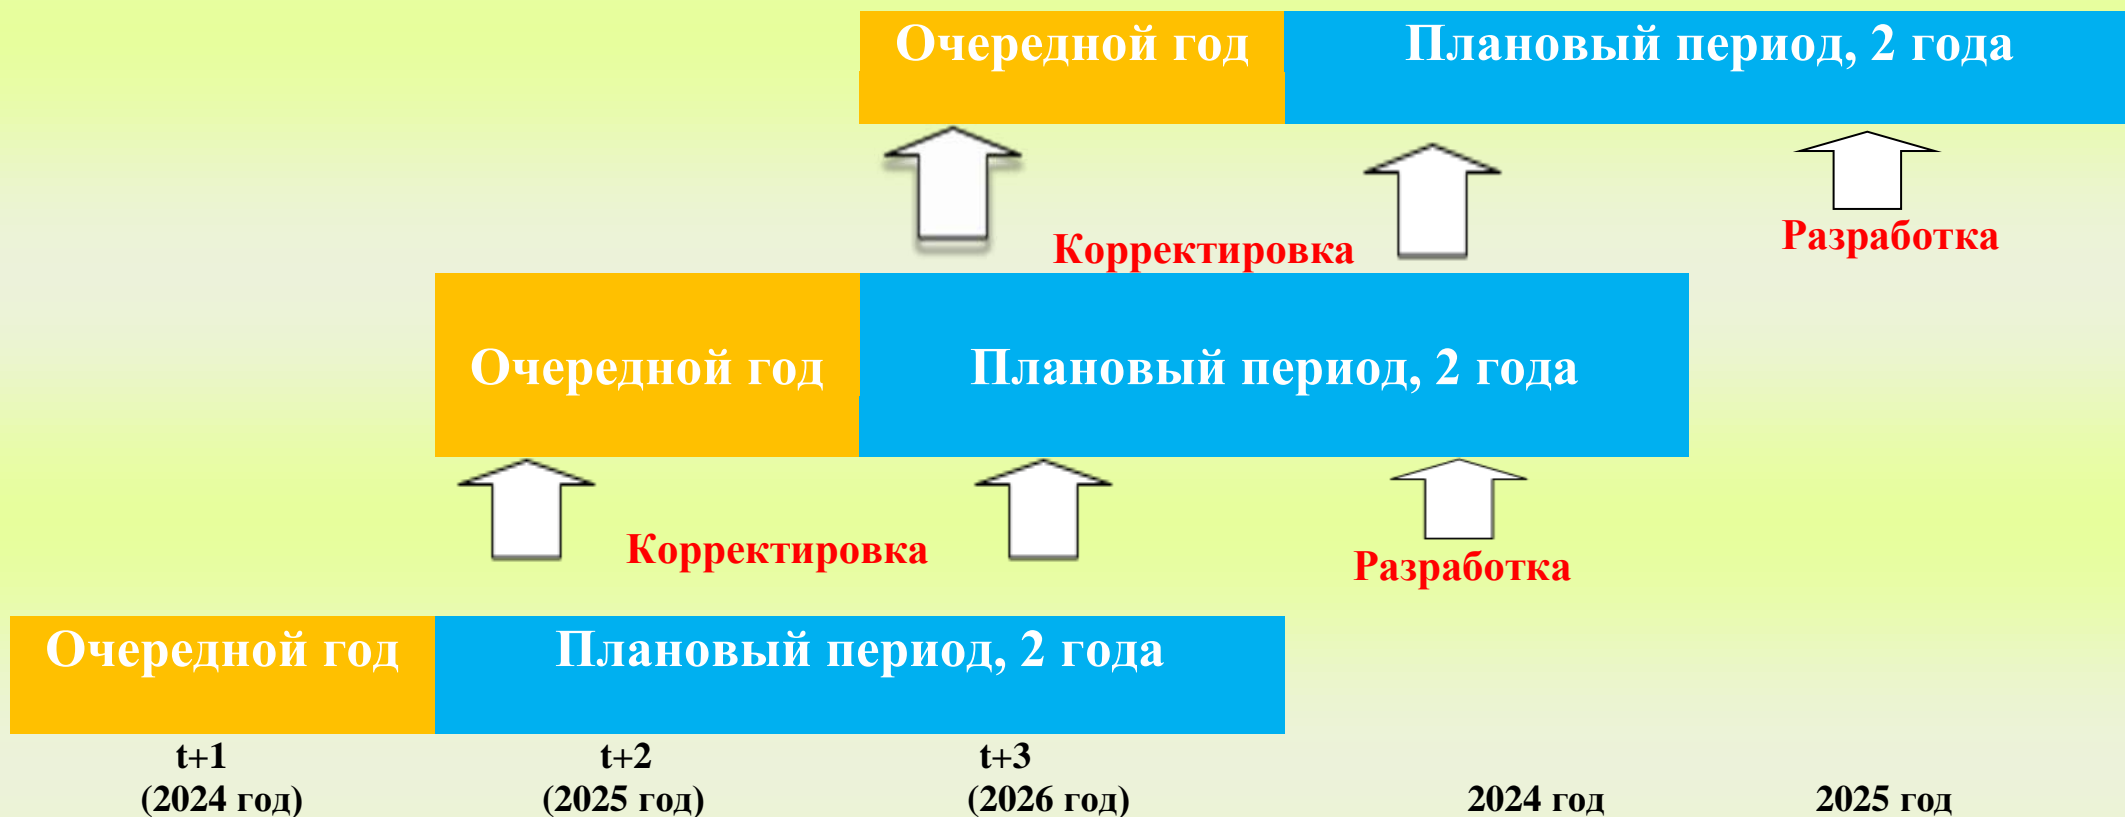 Очередной год
Плановый период, 2 года
Корректировка
Разработка
Очередной год
Плановый период, 2 года
Корректировка
Разработка
Очередной год
Плановый период, 2 года
t+1
t+2
t+3
(2024 год)
(2025 год)
(2026 год)
2024 год
2025 год